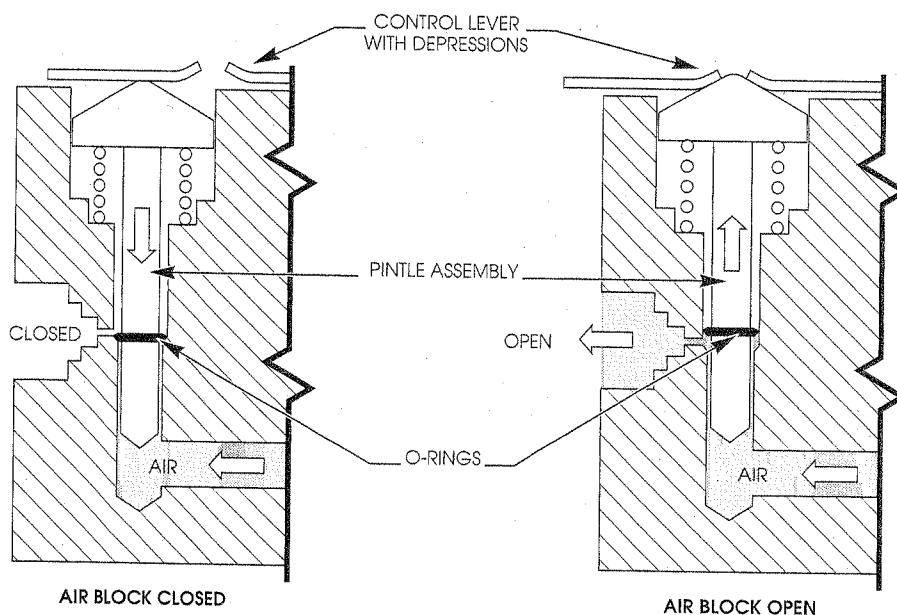 CONTROL LEVER
WITH DEPRESSIONS
PINTLE ASSEMBLY
CLOSED
OPEN
O-RINGS
AIR
AIR
AIR BLOCK CLOSED
AIR BLOCK OPEN